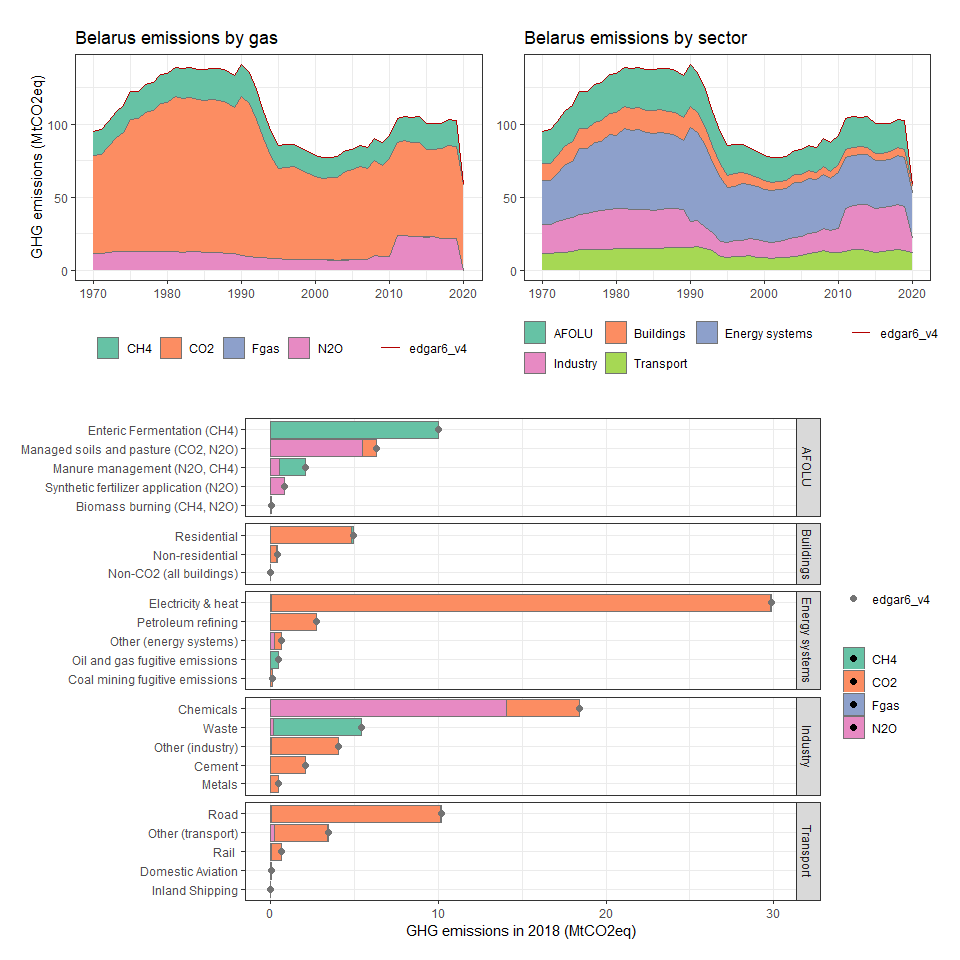 Belarus emissions by gas
GHG emissions (MtCO2eq)
100
50
0
1970 1980 1990 2000 2010 2020
CH4 CO2 Fgas N2O edgar6_v4
Belarus emissions by sector
100
50
0
1970 1980 1990 2000 2010 2020
AFOLU Buildings Energy systems edgar6_v4
Industry Transport
Enteric Fermentation (CH4)
Managed soils and pasture (CO2, N2O)
Manure management (N2O, CH4)
Synthetic fertilizer application (N2O)
Biomass burning (CH4, N2O)
AFOLU
Residential
Non-residential
Non-CO2 (all buildings)
Buildings
Electricity & heat
Petroleum refining
Other (energy systems)
Oil and gas fugitive emissions
Coal mining fugitive emissions
Energy systems
Chemicals
Waste
Other (industry)
Cement
Metals
Industry
Road
Other (transport)
Rail
Domestic Aviation
Inland Shipping
Transport
0 10 20 30
GHG emissions in 2018 (MtCO2eq)
edgar6_v4
CH4
CO2
Fgas
N2O